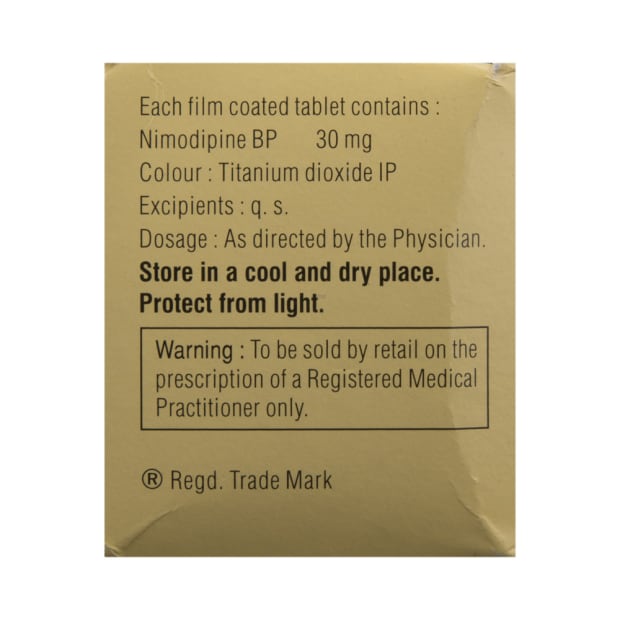 Each film coated tablet contains :
Nimodipine BP 30 mg
Colour : Titanium dioxide IP
Excipients : q. s.
Dosage : As directed by the Physician.
Store in a cool and dry place.
Protect from light.
Warning : To be sold by retail on the
prescription of a Registered Medical
Practitioner only.
® Regd. Trade Mark